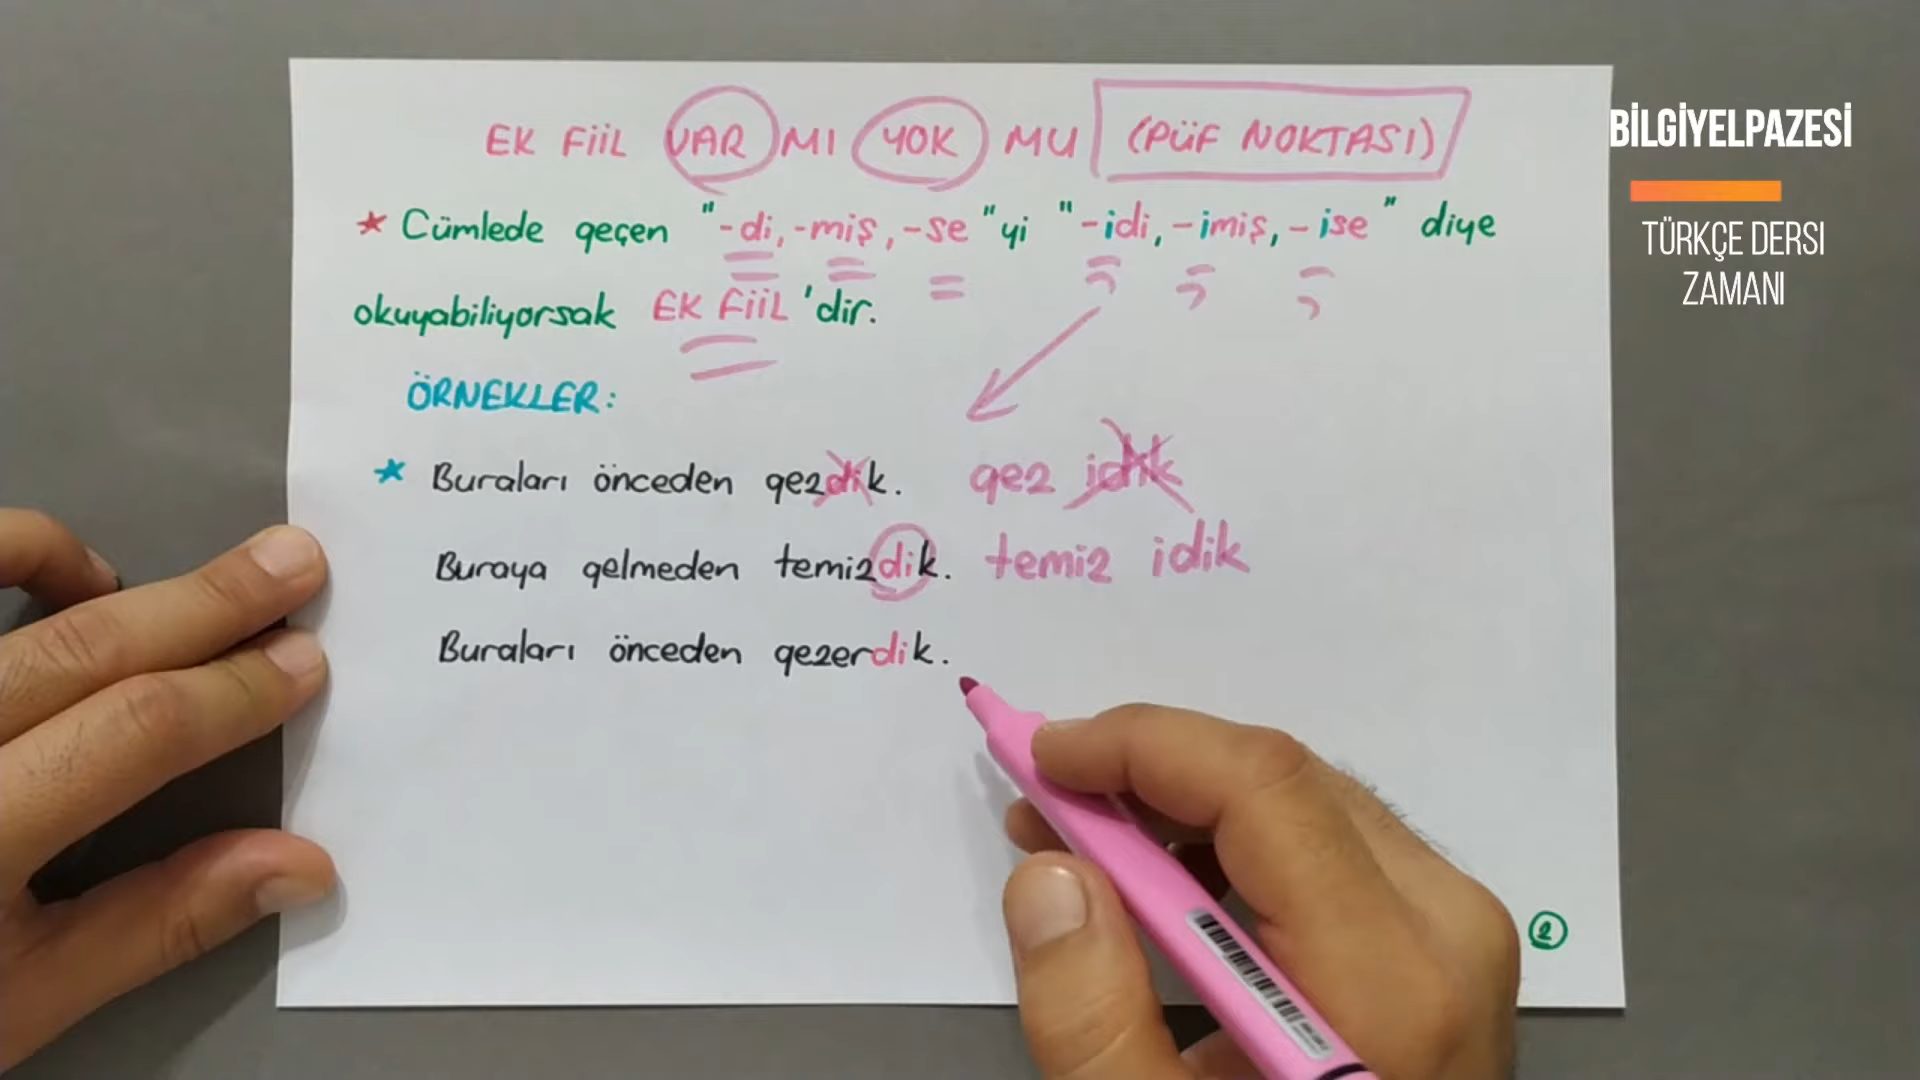 EK FİİL VAR MI YOK MU (PÜF NOKTASI)
* Cümlede geçen "-di, -miş, -se "yi "-idi, -imiş, -ise" diye
okuyabiliyorsak EK FİİL 'dir.
ÖRNEKLER:
* Buraları önceden gezdik. gez idik
Buraya gelmeden temizdik. temiz idik
Buraları önceden gezerdik.
2
BİLGİYELPAZESİ
TÜRKÇE DERSI
ZAMANI